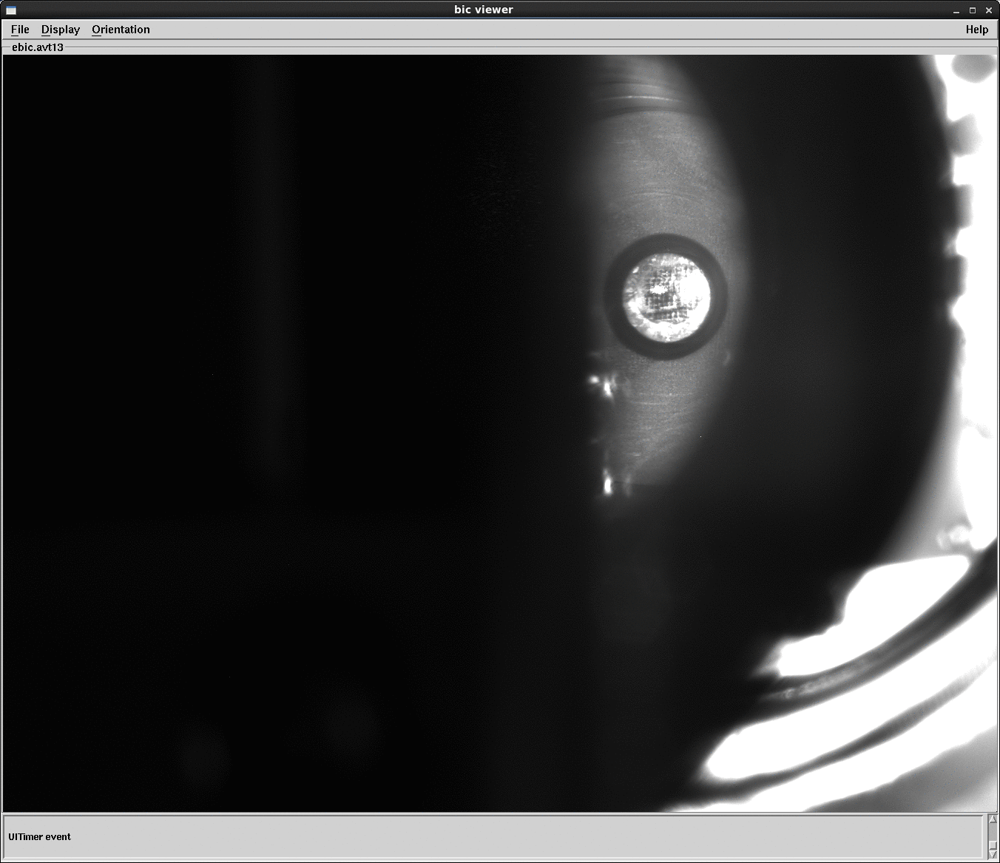 bic viewer
File Display Orientation Help
ebic.avt13
UITimer event